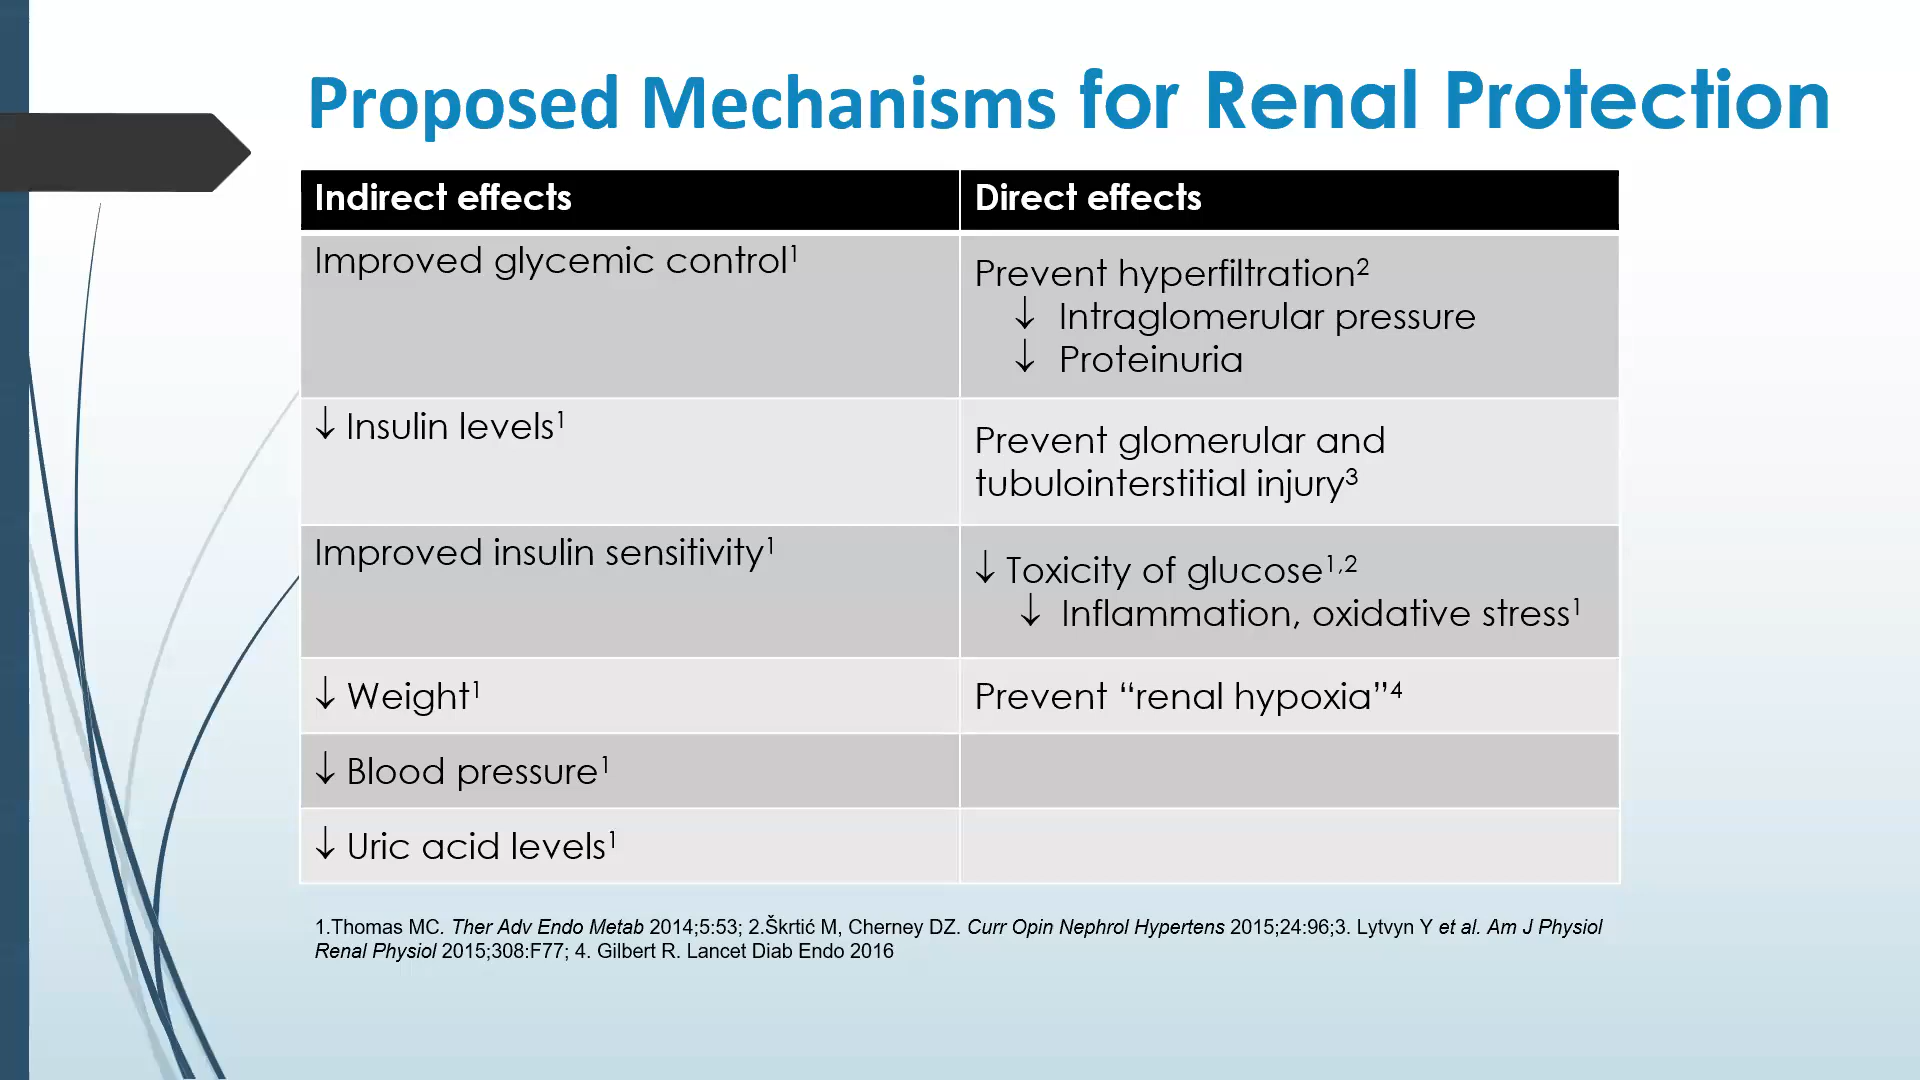 Proposed Mechanisms for Renal Protection
Indirect effects
Direct effects
Improved glycemic control¹
Prevent hyperfiltration²
↓ Intraglomerular pressure
↓ Proteinuria
↓ Insulin levels¹
Prevent glomerular and
tubulointerstitial injury³
Improved insulin sensitivity¹
↓ Toxicity of glucose¹,²
↓ Inflammation, oxidative stress¹
↓ Weight¹
Prevent “renal hypoxia”⁴
↓ Blood pressure¹
↓ Uric acid levels¹
1.Thomas MC. Ther Adv Endo Metab 2014;5:53; 2.Škrtić M, Cherney DZ. Curr Opin Nephrol Hypertens 2015;24:96;3. Lytvyn Y et al. Am J Physiol
Renal Physiol 2015;308:F77; 4. Gilbert R. Lancet Diab Endo 2016